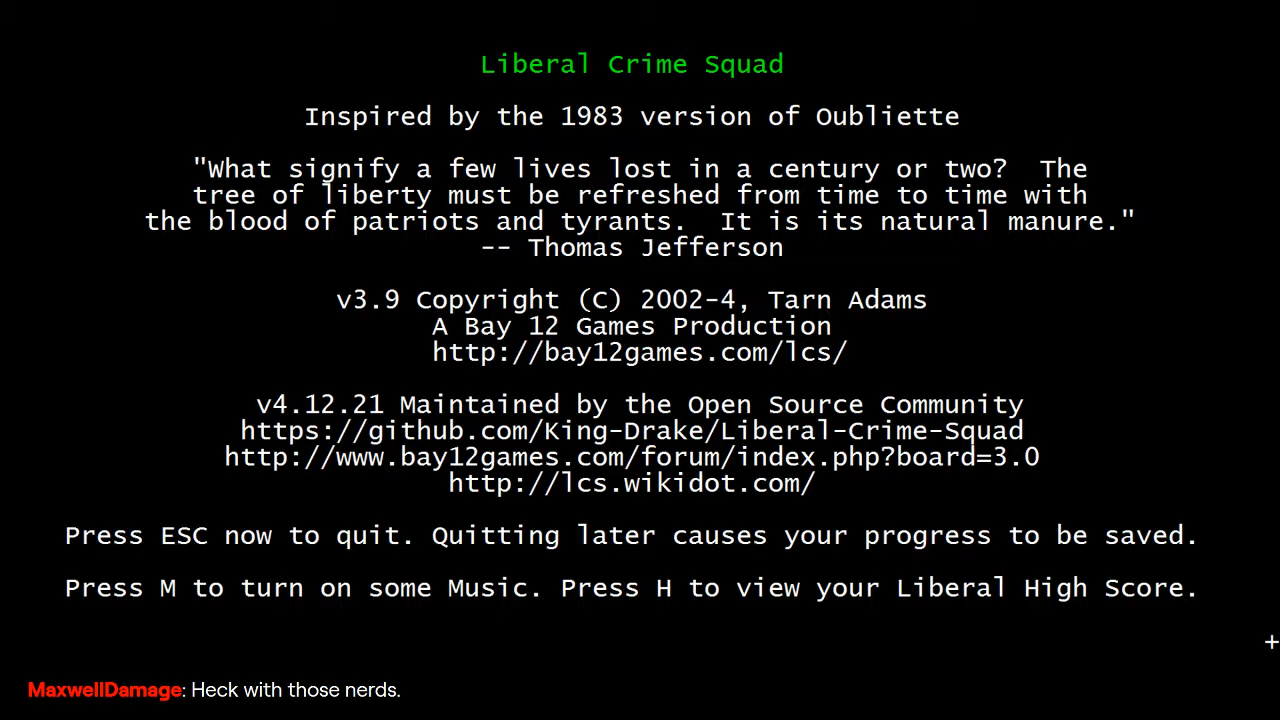 Liberal Crime Squad
Inspired by the 1983 version of Oubliette
"What signify a few lives lost in a century or two?  The
tree of liberty must be refreshed from time to time with
the blood of patriots and tyrants.  It is its natural manure."
-- Thomas Jefferson
v3.9 Copyright (C) 2002-4, Tarn Adams
A Bay 12 Games Production
http://bay12games.com/lcs/
v4.12.21 Maintained by the Open Source Community
https://github.com/King-Drake/Liberal-Crime-Squad
http://www.bay12games.com/forum/index.php?board=3.0
http://lcs.wikidot.com/
Press ESC now to quit. Quitting later causes your progress to be saved.
Press M to turn on some Music. Press H to view your Liberal High Score.
+
MaxwellDamage: Heck with those nerds.